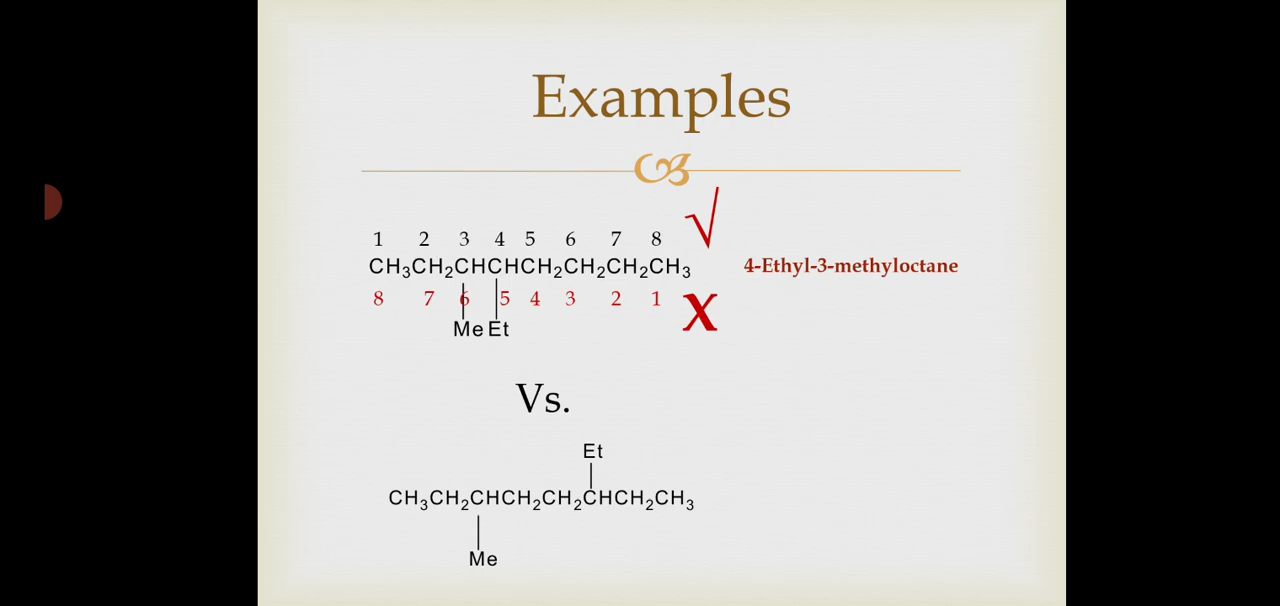 Examples
√
1 2 3 4 5 6 7 8
CH₃CH₂CHCHCH₂CH₂CH₂CH₃ 4-Ethyl-3-methyloctane
8 7 6 5 4 3 2 1 X
Me Et
Vs.
Et
CH₃CH₂CHCH₂CH₂CHCH₂CH₃
Me